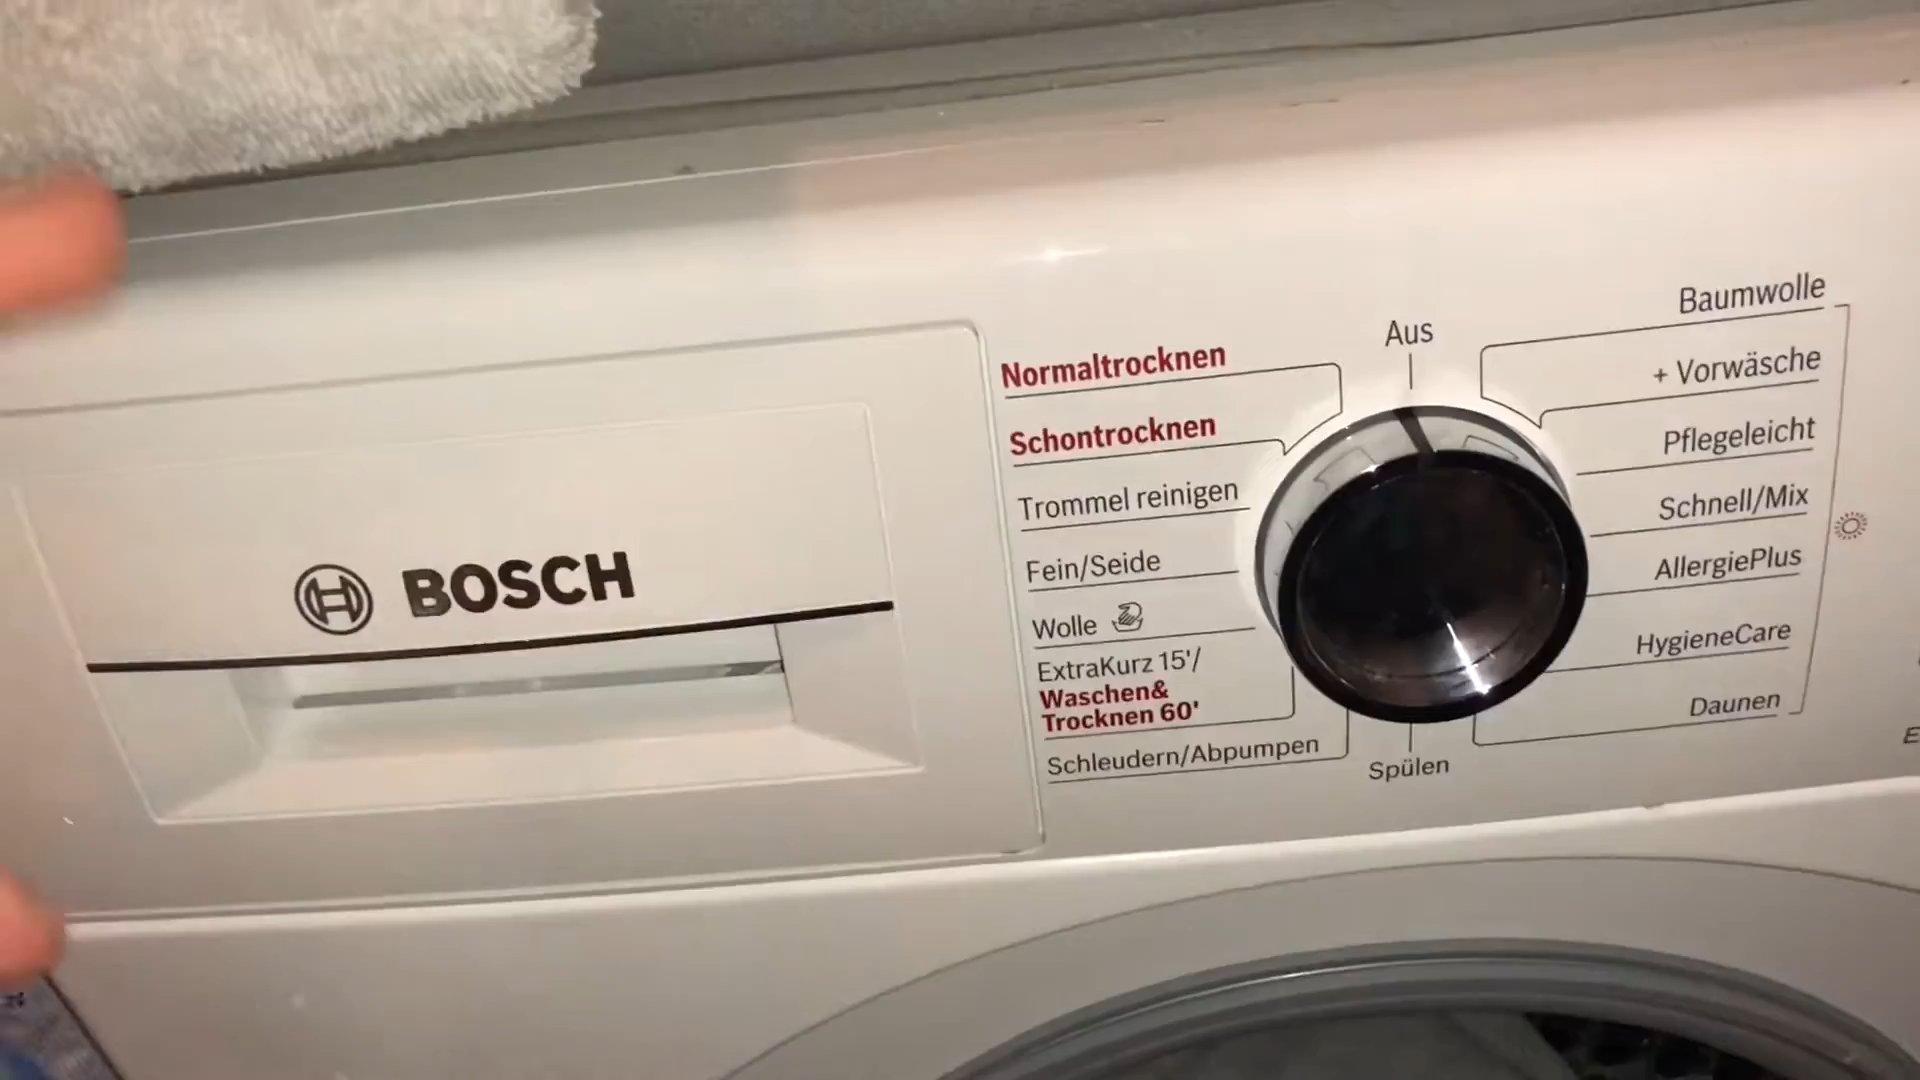 BOSCH
Normaltrocknen
Schontrocknen
Trommel reinigen
Fein/Seide
Wolle
ExtraKurz 15'/
Waschen&
Trocknen 60'
Schleudern/Abpumpen
Aus
Spülen
Baumwolle
+ Vorwäsche
Pflegeleicht
Schnell/Mix
AllergiePlus
HygieneCare
Daunen